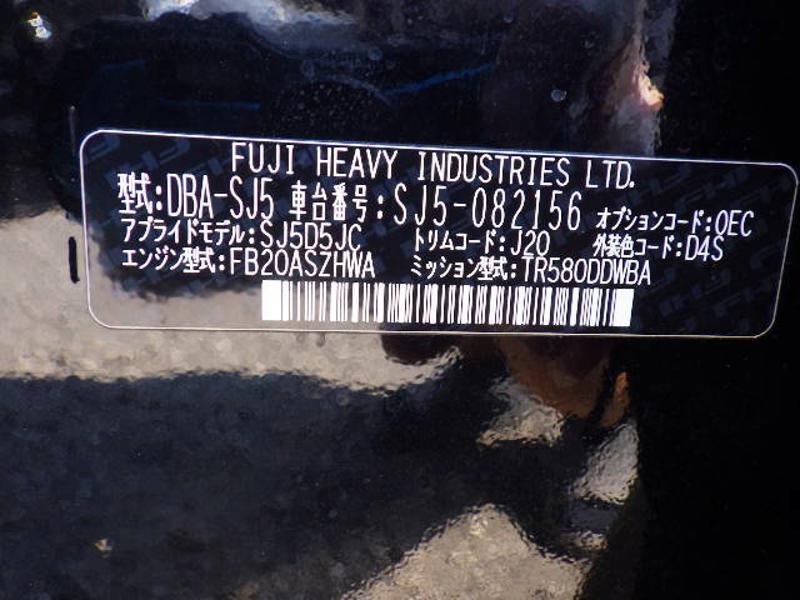 FUJI HEAVY INDUSTRIES LTD.
型式:DBA-SJ5 車台番号:SJ5-082156 オプションコード:OEC
アプライドモデル:SJ5D5JC トリムコード:J20 外装色コード:D4S
エンジン型式:FB20ASZHWA ミッション型式:TR580DDWBA